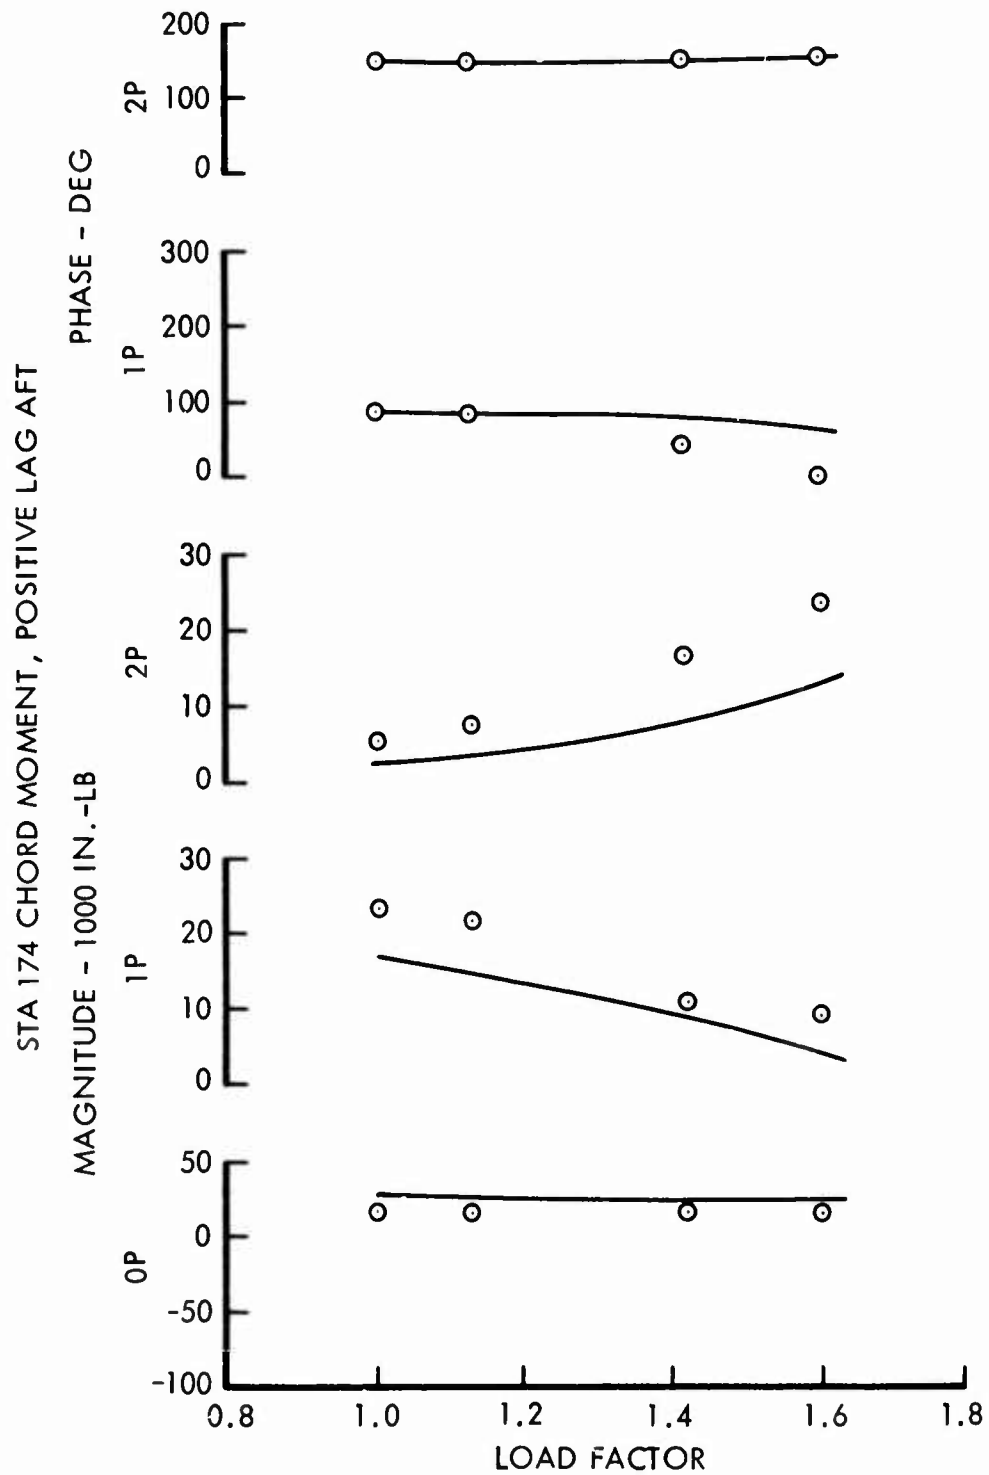 STA 174 CHORD MOMENT, POSITIVE LAG AFT
PHASE - DEG
2P
200
100
0
1P
300
200
100
0
MAGNITUDE - 1000 IN.-LB
2P
30
20
10
0
1P
30
20
10
0
0P
50
0
-50
-100
0.8 1.0 1.2 1.4 1.6 1.8
LOAD FACTOR